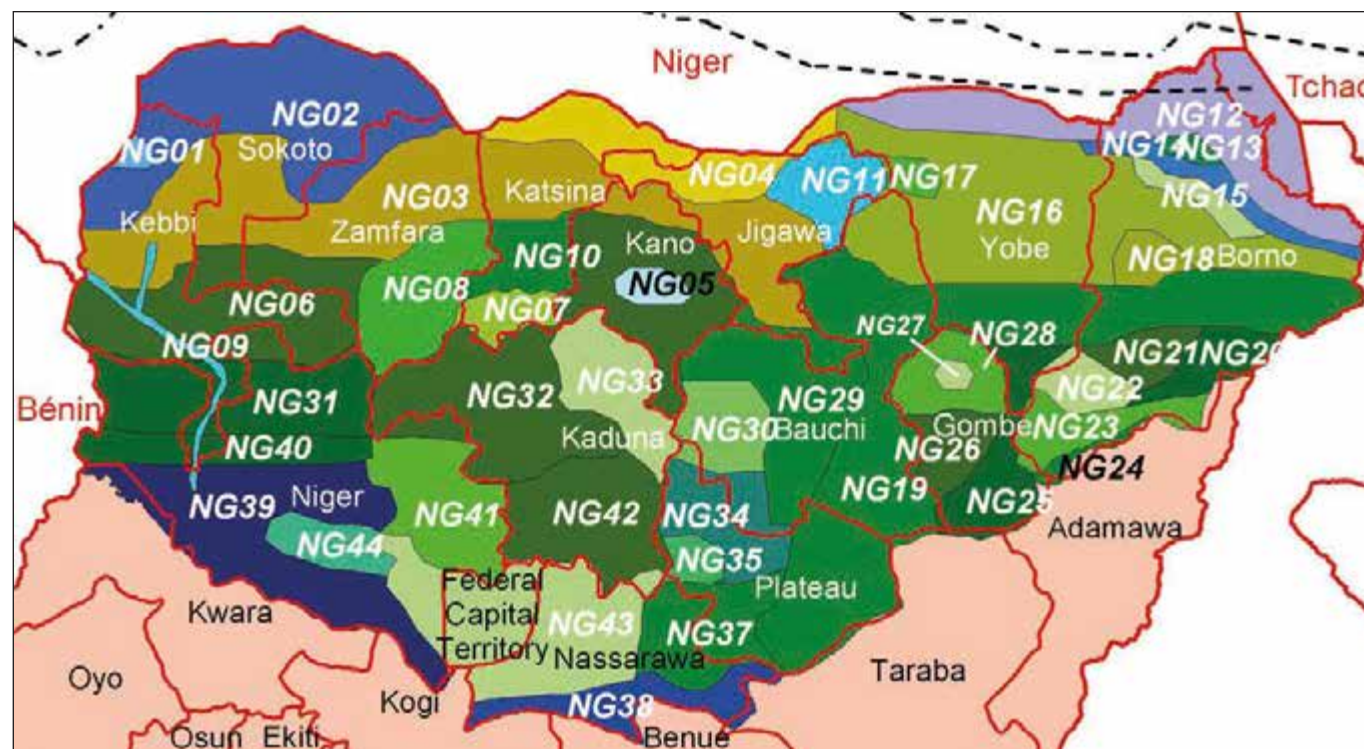 Niger
Tchad
NG12
NG02
NG01
Sokoto
NG14
NG13
NG04
NG11
NG17
NG03
Katsina
NG15
NG16
Kebbi
Zamfara
Jigawa
Kano
Yobe
NG10
NG18
Borno
NG08
NG05
NG06
NG07
NG27
NG28
NG09
NG21
NG33
NG22
NG32
NG31
NG29
Bénin
NG30
Bauchi
Gombe
NG23
Kaduna
NG40
NG26
NG24
Niger
NG39
NG19
NG25
NG41
NG42
NG34
Adamawa
NG44
NG35
Federal
Capital
Territory
Plateau
Kwara
NG43
NG37
Nassarawa
Taraba
Oyo
Kogi
NG38
Osun
Ekiti
Benue